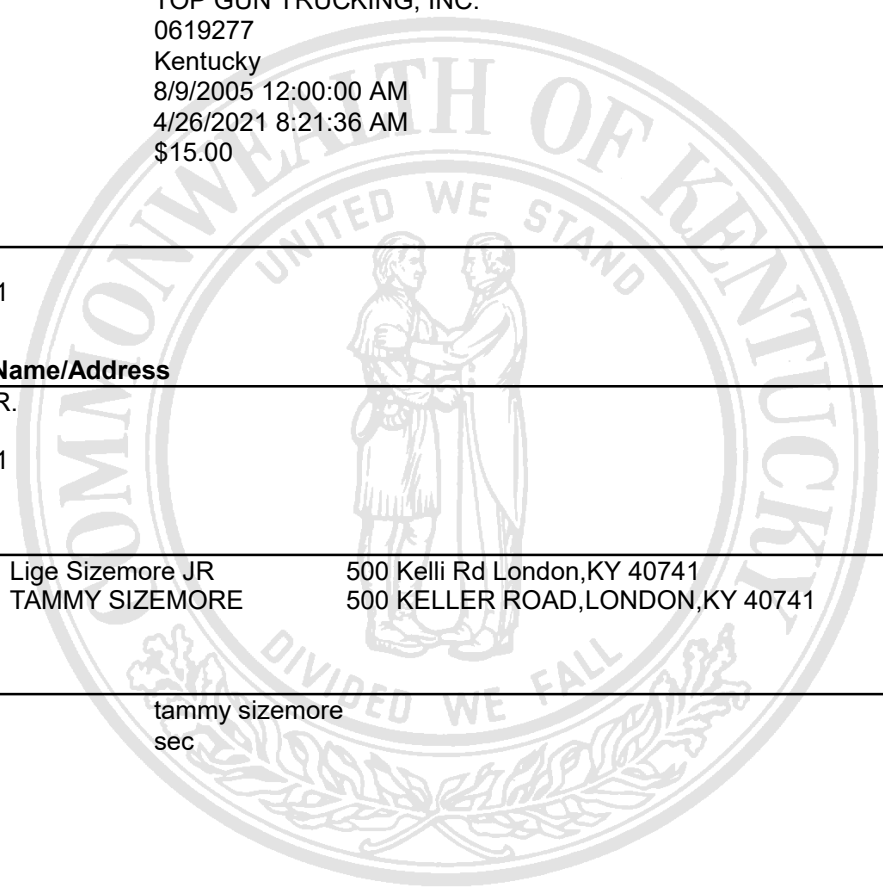 TOP GUN TRUCKING, INC.
0619277
Kentucky
8/9/2005 12:00:00 AM
4/26/2021 8:21:36 AM
$15.00
COMMONWEALTH OF KENTUCKY
UNITED WE STAND
1
Name/Address
R.
1
Lige Sizemore JR 500 Kelli Rd London,KY 40741
TAMMY SIZEMORE 500 KELLER ROAD,LONDON,KY 40741
DIVIDED WE FALL
tammy sizemore
sec